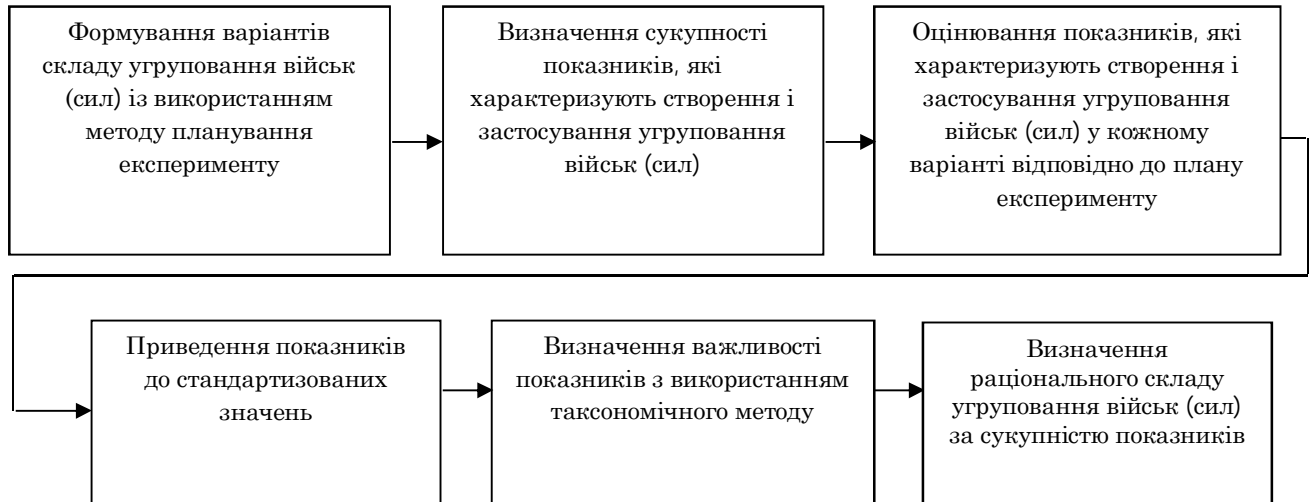 Формування варіантів
складу угруповання військ
(сил) із використанням
методу планування
експерименту
Визначення сукупності
показників, які
характеризують створення і
застосування угруповання
військ (сил)
Оцінювання показників, які
характеризують створення і
застосування угруповання
військ (сил) у кожному
варіанті відповідно до плану
експерименту
Приведення показників
до стандартизованих
значень
Визначення важливості
показників з використанням
таксономічного методу
Визначення
раціонального складу
угруповання військ (сил)
за сукупністю показників